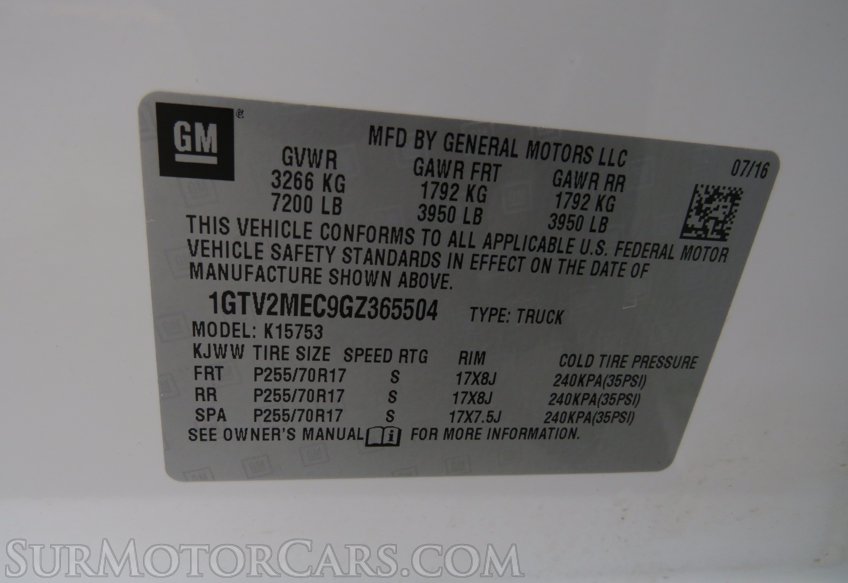 GM ®
MFD BY GENERAL MOTORS LLC
07/16
GVWR GAWR FRT GAWR RR
3266 KG 1792 KG 1792 KG
7200 LB 3950 LB 3950 LB
THIS VEHICLE CONFORMS TO ALL APPLICABLE U.S. FEDERAL MOTOR
VEHICLE SAFETY STANDARDS IN EFFECT ON THE DATE OF
MANUFACTURE SHOWN ABOVE.
1GTV2MEC9GZ365504 TYPE: TRUCK
MODEL: K15753
KJWW TIRE SIZE SPEED RTG RIM COLD TIRE PRESSURE
FRT P255/70R17 S 17X8J 240KPA(35PSI)
RR P255/70R17 S 17X8J 240KPA(35PSI)
SPA P255/70R17 S 17X7.5J 240KPA(35PSI)
SEE OWNER'S MANUAL FOR MORE INFORMATION.
SurMotorCars.com